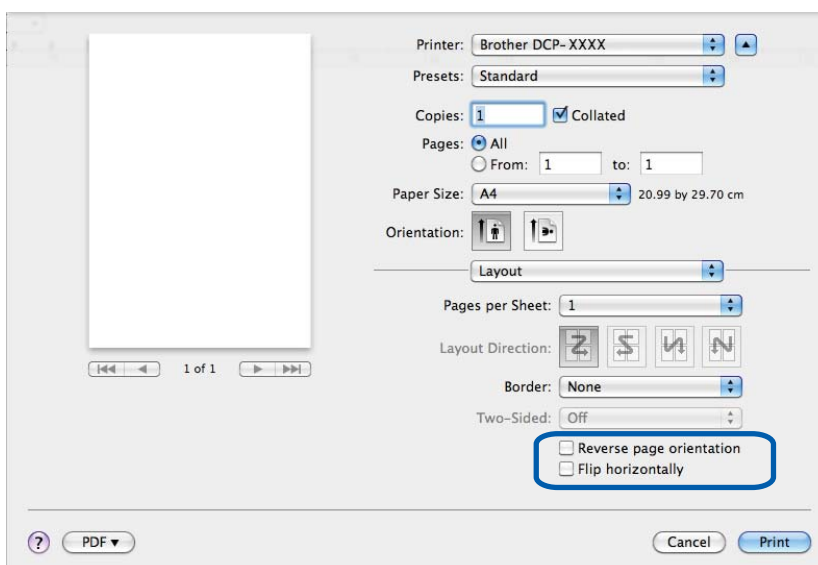 Printer: Brother DCP-XXXX
Presets: Standard
Copies: 1 Collated
Pages: All
From: 1 to: 1
Paper Size: A4 20.99 by 29.70 cm
Orientation:
Layout
Pages per Sheet: 1
Layout Direction:
1 of 1
Border: None
Two-Sided: Off
Reverse page orientation
Flip horizontally
? PDF Cancel Print